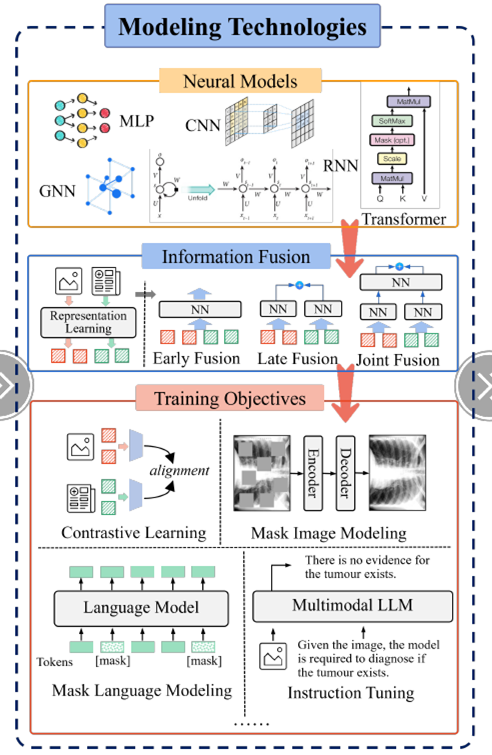 Modeling Technologies
Neural Models
MLP
CNN
GNN
Unfold
RNN
MatMul
SoftMax
Mask (opt.)
Scale
MatMul
Q K V
Transformer
Information Fusion
Representation
Learning
NN
Early Fusion
NN NN
Late Fusion
NN
NN NN
Joint Fusion
Training Objectives
alignment
Contrastive Learning
Encoder
Decoder
Mask Image Modeling
Language Model
Tokens
[mask] [mask]
Mask Language Modeling
There is no evidence for
the tumour exists.
Multimodal LLM
Given the image, the model
is required to diagnose if
the tumour exists.
Instruction Tuning
......